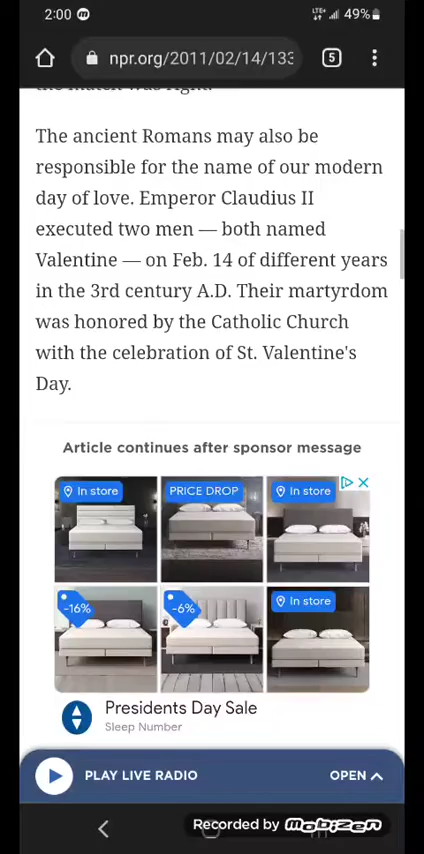 2:00
LTE+
49%
npr.org/2011/02/14/133
5
The ancient Romans may also be
responsible for the name of our modern
day of love. Emperor Claudius II
executed two men — both named
Valentine — on Feb. 14 of different years
in the 3rd century A.D. Their martyrdom
was honored by the Catholic Church
with the celebration of St. Valentine's
Day.
Article continues after sponsor message
In store
PRICE DROP
In store
-16%
-6%
In store
Presidents Day Sale
Sleep Number
PLAY LIVE RADIO
OPEN
Recorded by mobizen